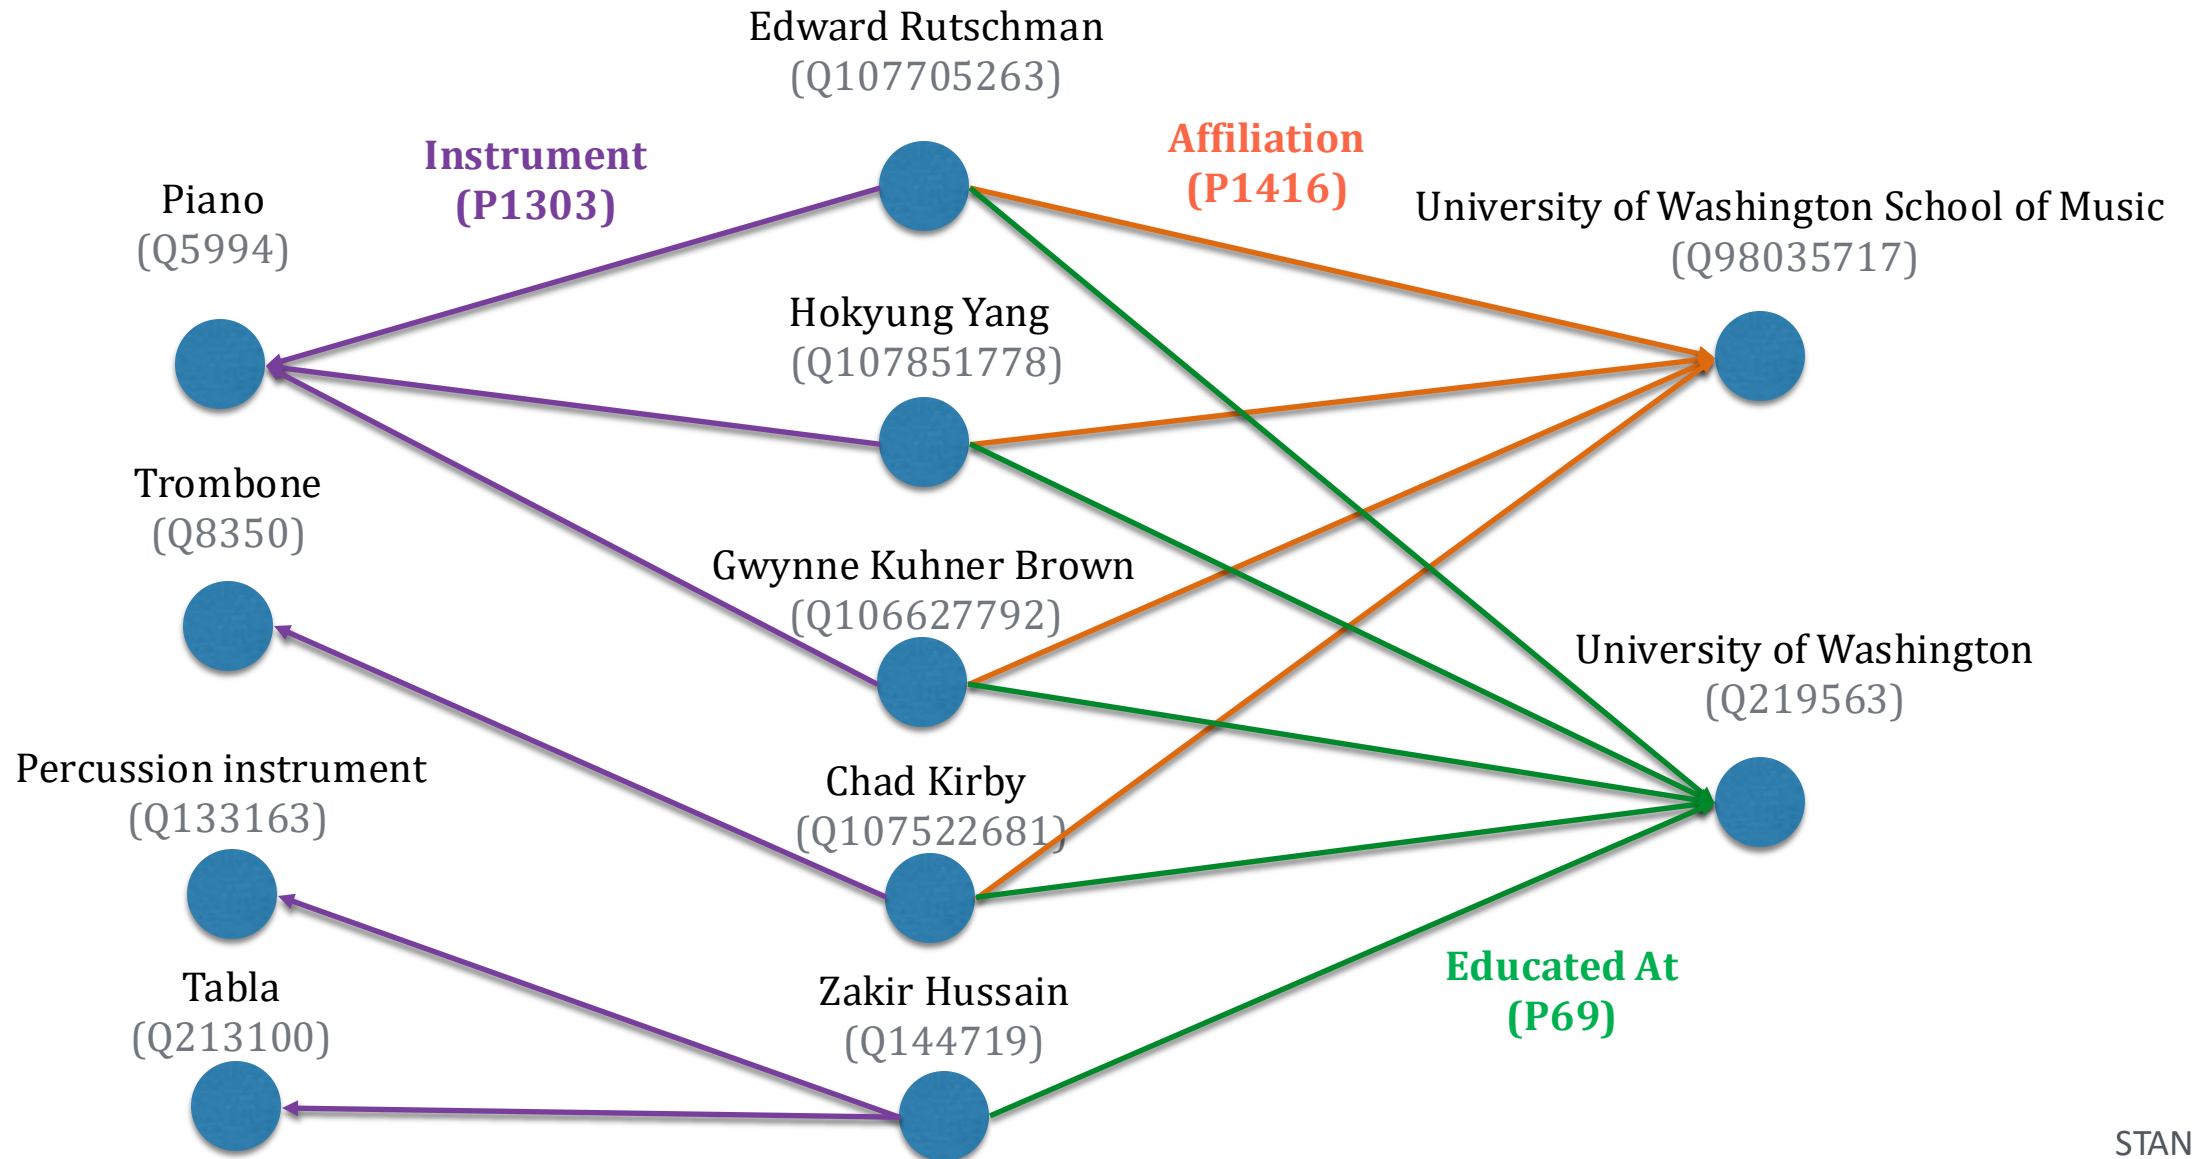 Edward Rutschman
(Q107705263)
Instrument
(P1303)
Affiliation
(P1416)
Piano
(Q5994)
University of Washington School of Music
(Q98035717)
Hokyung Yang
(Q107851778)
Trombone
(Q8350)
Gwynne Kuhner Brown
(Q106627792)
University of Washington
(Q219563)
Percussion instrument
(Q133163)
Chad Kirby
(Q107522681)
Educated At
(P69)
Tabla
(Q213100)
Zakir Hussain
(Q144719)
STAN